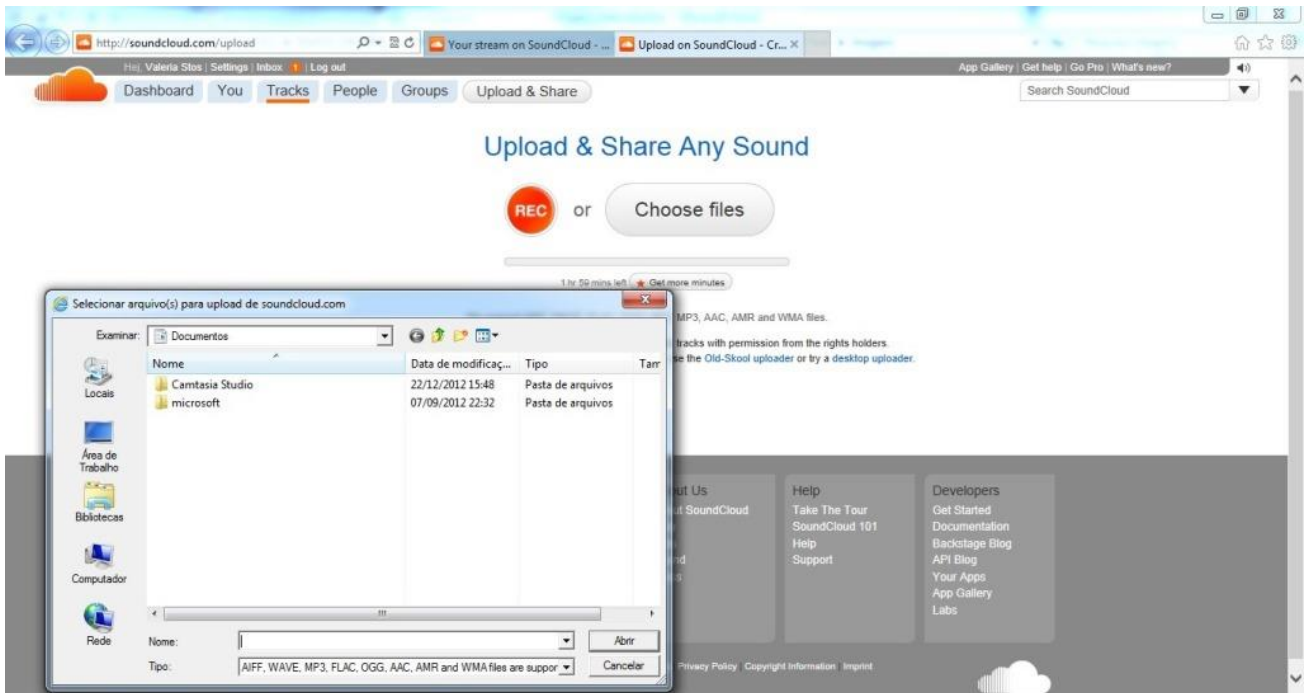 http://soundcloud.com/upload
Your stream on SoundCloud - ...
Upload on SoundCloud - Cr...
Hej, Valeria Slos | Settings | Inbox 1 | Log out
App Gallery | Get help | Go Pro | What's new?
Dashboard You Tracks People Groups Upload & Share
Search SoundCloud
Upload & Share Any Sound
REC or Choose files
1 hr 59 mins left Get more minutes
Selecionar arquivo(s) para upload de soundcloud.com
MP3, AAC, AMR and WMA files.
tracks with permission from the rights holders.
the Old-Skool uploader or try a desktop uploader.
Examinar: Documentos
Nome Data de modificaç... Tipo Tam
Camtasia Studio 22/12/2012 15:48 Pasta de arquivos
microsoft 07/09/2012 22:32 Pasta de arquivos
Locais
Área de Trabalho
Bibliotecas
Computador
Rede
Nome: Abrir
Tipo: AIFF, WAVE, MP3, FLAC, OGG, AAC, AMR and WMA files are suppor Cancelar
out Us
ut SoundCloud
Help
Take The Tour
SoundCloud 101
Help
Support
Developers
Get Started
Documentation
Backstage Blog
API Blog
Your Apps
App Gallery
Labs
Privacy Policy | Copyright Information | Imprint